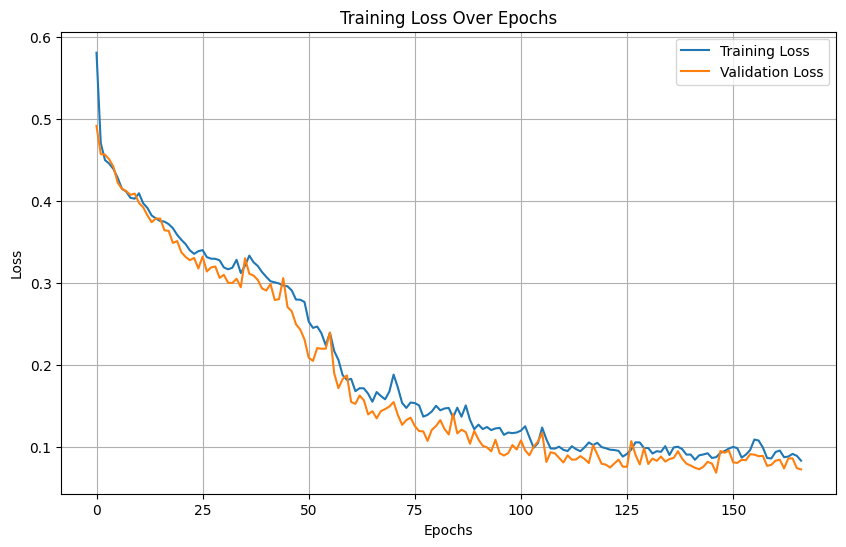 Training Loss Over Epochs
Training Loss
Validation Loss
Loss
0.6
0.5
0.4
0.3
0.2
0.1
0 25 50 75 100 125 150
Epochs